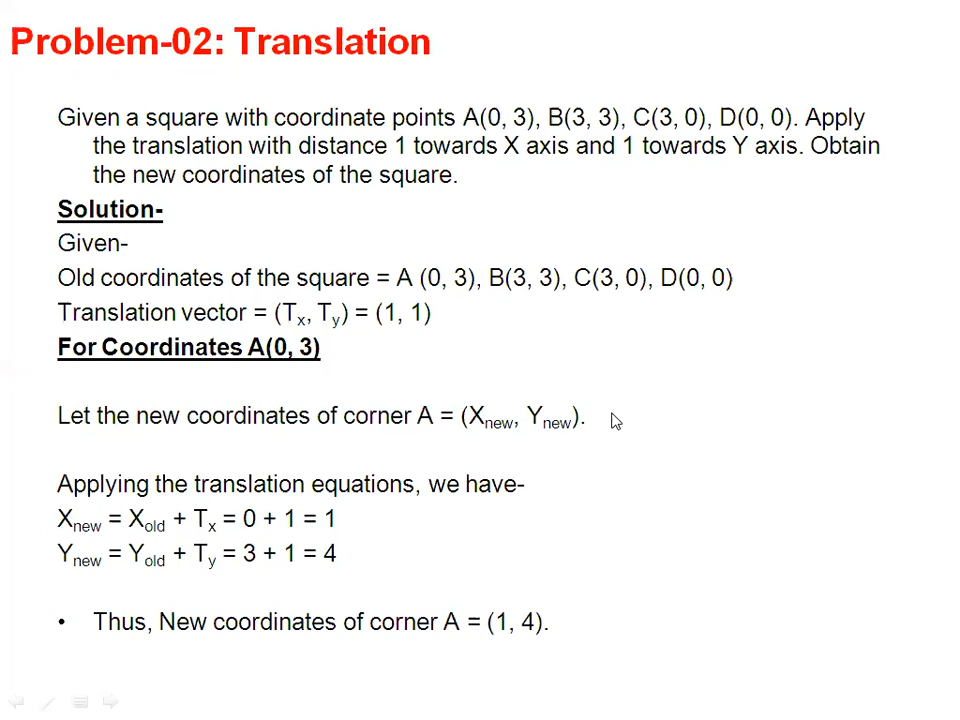 Problem-02: Translation
Given a square with coordinate points A(0, 3), B(3, 3), C(3, 0), D(0, 0). Apply
the translation with distance 1 towards X axis and 1 towards Y axis. Obtain
the new coordinates of the square.
Solution-
Given-
Old coordinates of the square = A (0, 3), B(3, 3), C(3, 0), D(0, 0)
Translation vector = (Tx, Ty) = (1, 1)
For Coordinates A(0, 3)
Let the new coordinates of corner A = (Xnew, Ynew).
Applying the translation equations, we have-
Xnew = Xold + Tx = 0 + 1 = 1
Ynew = Yold + Ty = 3 + 1 = 4
• Thus, New coordinates of corner A = (1, 4).